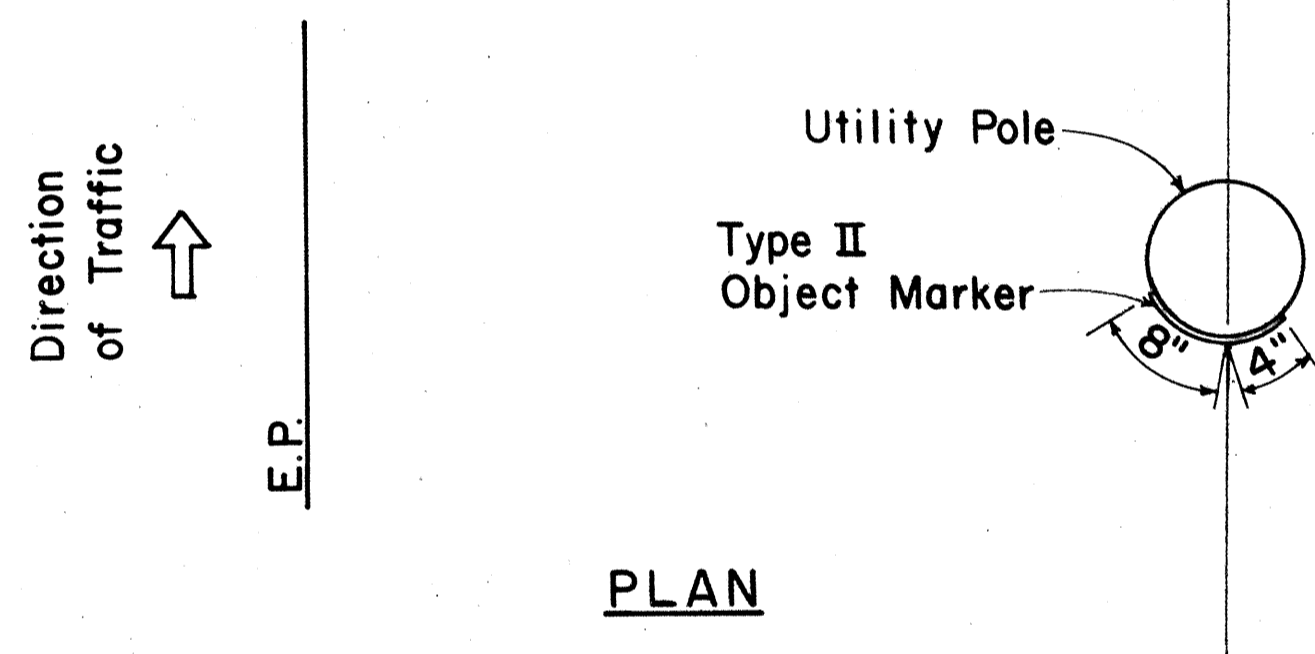 Direction
of Traffic
E.P.
Utility Pole
Type II
Object Marker
8"
4"
PLAN